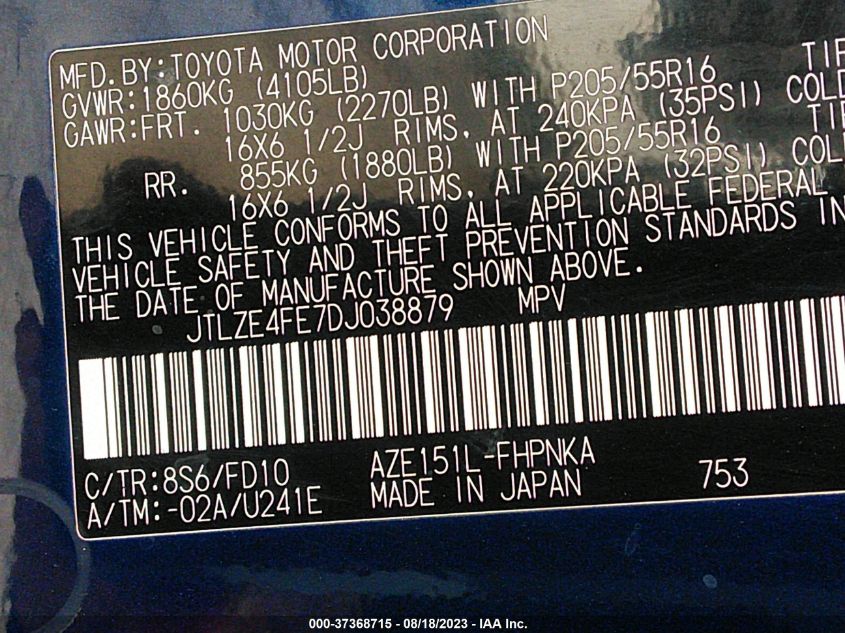 MFD.BY:TOYOTA MOTOR CORPORATION
GVWR:1860KG (4105LB)
GAWR:FRT. 1030KG (2270LB) WITH P205/55R16
16X6 1/2J RIMS, AT 240KPA (35PSI) COLD
RR. 855KG (1880LB) WITH P205/55R16
16X6 1/2J RIMS, AT 220KPA (32PSI)
THIS VEHICLE CONFORMS TO ALL APPLICABLE FEDERAL
VEHICLE SAFETY AND THEFT PREVENTION STANDARDS IN
THE DATE OF MANUFACTURE SHOWN ABOVE.
JTLZE4FE7DJ038879 MPV
C/TR:8S6/FD10 AZE151L-FHPNKA
A/TM:-02A/U241E MADE IN JAPAN 753
000-37368715 - 08/18/2023 - IAA Inc.